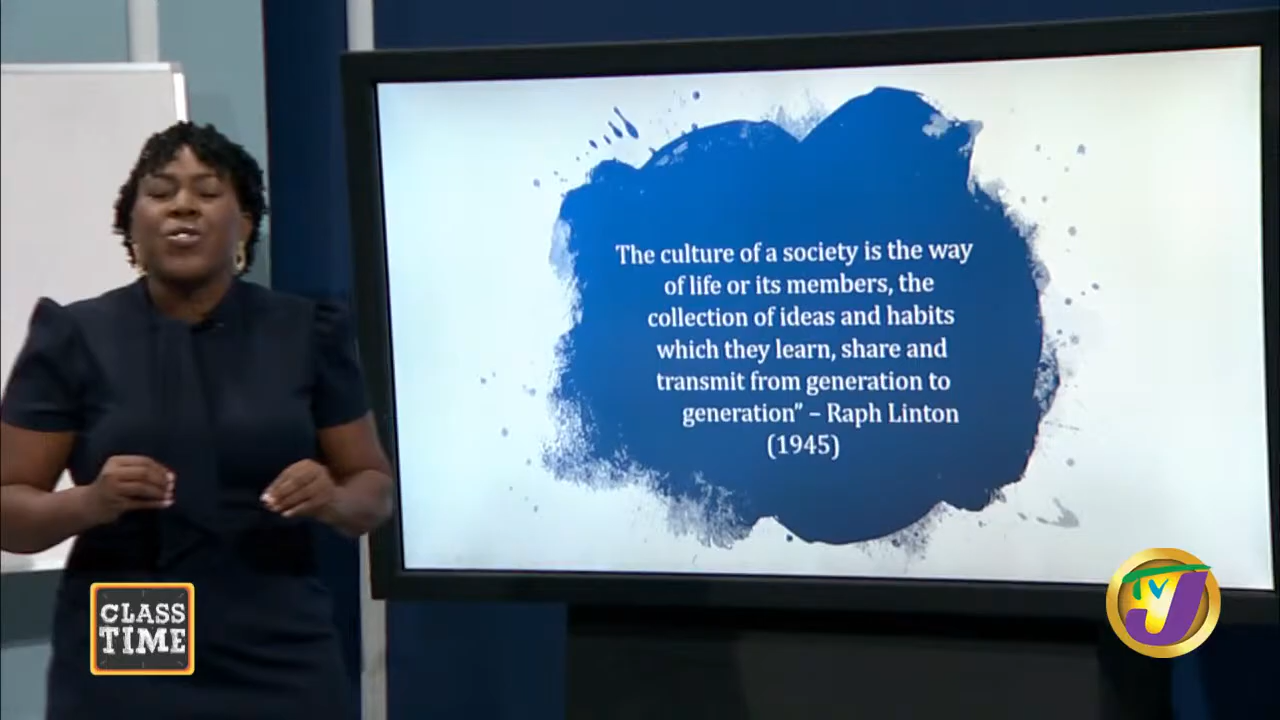 The culture of a society is the way
of life or its members, the
collection of ideas and habits
which they learn, share and
transmit from generation to
generation” – Raph Linton
(1945)
CLASS
TIME
TVJ